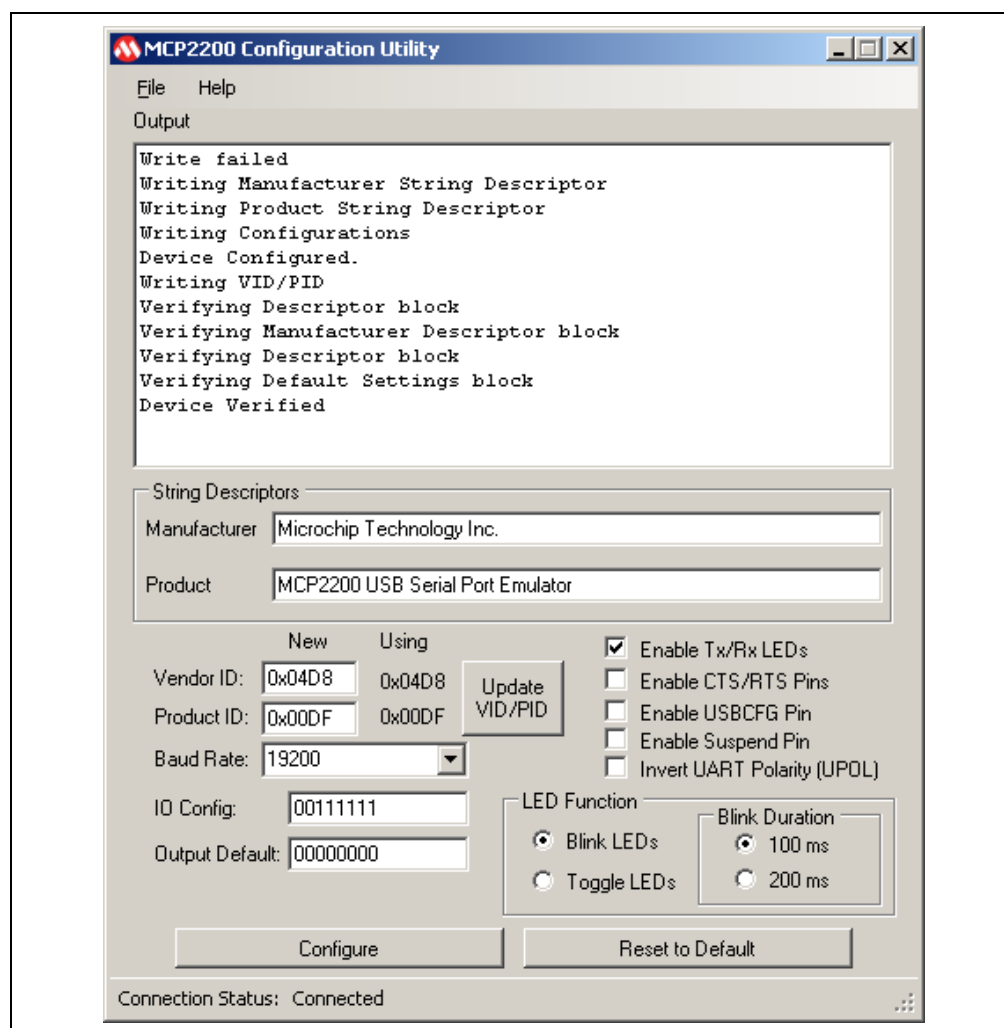 MCP2200 Configuration Utility
File Help
Output
Write failed
Writing Manufacturer String Descriptor
Writing Product String Descriptor
Writing Configurations
Device Configured.
Writing VID/PID
Verifying Descriptor block
Verifying Manufacturer Descriptor block
Verifying Descriptor block
Verifying Default Settings block
Device Verified
String Descriptors
Manufacturer Microchip Technology Inc.
Product MCP2200 USB Serial Port Emulator
New Using
Vendor ID: 0x04D8 0x04D8
Product ID: 0x00DF 0x00DF
Update
VID/PID
Baud Rate: 19200
IO Config: 00111111
Output Default: 00000000
Enable Tx/Rx LEDs
Enable CTS/RTS Pins
Enable USBCFG Pin
Enable Suspend Pin
Invert UART Polarity (UPOL)
LED Function
Blink LEDs
Toggle LEDs
Blink Duration
100 ms
200 ms
Configure
Reset to Default
Connection Status: Connected